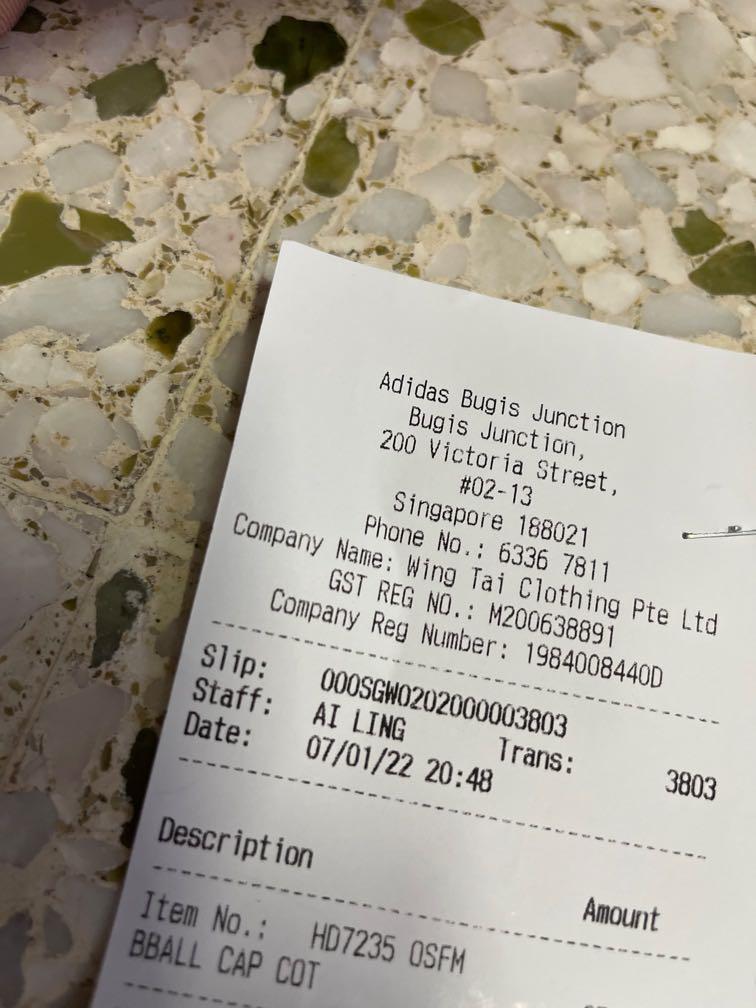 Adidas Bugis Junction
Bugis Junction,
200 Victoria Street,
#02-13
Singapore 188021
Phone No.: 6336 7811
Company Name: Wing Tai Clothing Pte Ltd
GST REG NO.: M200638891
Company Reg Number: 1984008440D
Slip: 000SGW0202000003803
Staff: AI LING Trans: 3803
Date: 07/01/22 20:48
Description Amount
Item No.: HD7235 OSFM
BBALL CAP COT